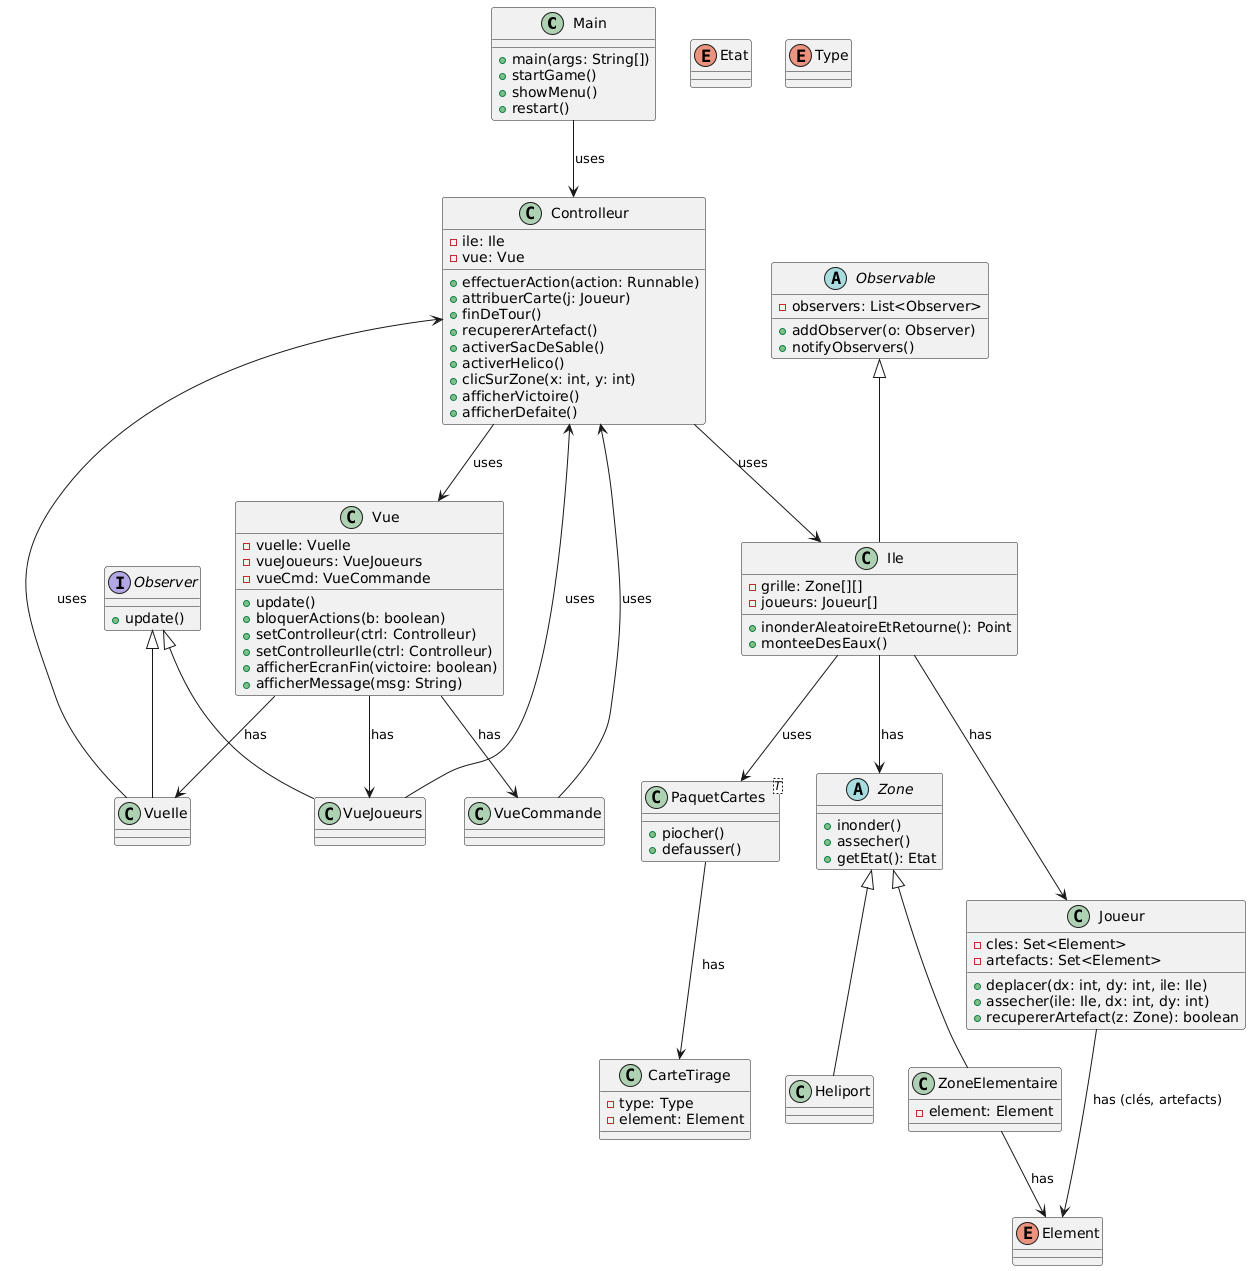 C Main
+ main(args: String[])
+ startGame()
+ showMenu()
+ restart()
E Etat
E Type
uses
C Controlleur
ile: Ile
vue: Vue
effectuerAction(action: Runnable)
attribuerCarte(j: Joueur)
finDeTour()
recupererArtefact()
activerSacDeSable()
activerHelico()
clicSurZone(x: int, y: int)
afficherVictoire()
afficherDefaite()
A Observable
observers: List<Observer>
addObserver(o: Observer)
notifyObservers()
uses
uses
C Vue
vueIle: VueIle
vueJoueurs: VueJoueurs
vueCmd: VueCommande
update()
bloquerActions(b: boolean)
setControlleur(ctrl: Controlleur)
setControlleurIle(ctrl: Controlleur)
afficherEcranFin(victoire: boolean)
afficherMessage(msg: String)
C Ile
grille: Zone[][]
joueurs: Joueur[]
inonderAleatoireEtRetourne(): Point
monteeDesEaux()
I Observer
update()
uses
uses
uses
has
has
has
uses
has
has
C VueIle
C VueJoueurs
C VueCommande
C PaquetCartes T
piocher()
defausser()
A Zone
inonder()
assecher()
getEtat(): Etat
C Joueur
cles: Set<Element>
artefacts: Set<Element>
deplacer(dx: int, dy: int, ile: Ile)
assecher(ile: Ile, dx: int, dy: int)
recupererArtefact(z: Zone): boolean
has
C CarteTirage
type: Type
element: Element
C Heliport
C ZoneElementaire
element: Element
has (clés, artefacts)
has
E Element